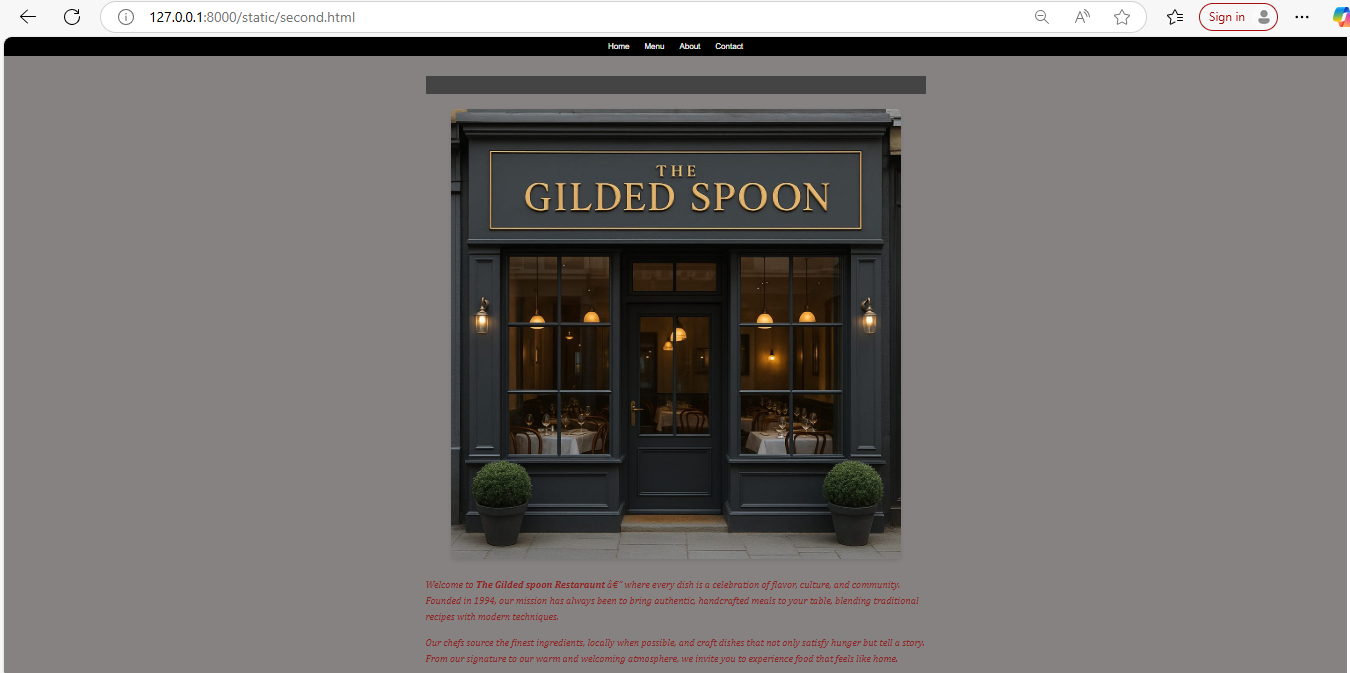 127.0.0.1:8000/static/second.html
Sign in
Home Menu About Contact
THE
GILDED SPOON
Welcome to The Gilded spoon Restaraunt â€“ where every dish is a celebration of flavor, culture, and community.
Founded in 1994, our mission has always been to bring authentic, handcrafted meals to your table, blending traditional
recipes with modern techniques.
Our chefs source the finest ingredients, locally when possible, and craft dishes that not only satisfy hunger but tell a story.
From our signature to our warm and welcoming atmosphere, we invite you to experience food that feels like home.